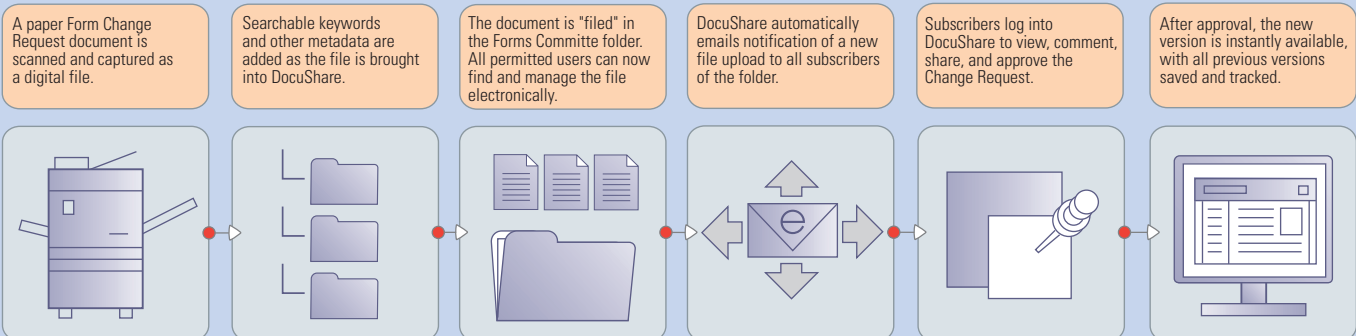 A paper Form Change
Request document is
scanned and captured as
a digital file.
Searchable keywords
and other metadata are
added as the file is brought
into DocuShare.
The document is "filed" in
the Forms Committe folder.
All permitted users can now
find and manage the file
electronically.
DocuShare automatically
emails notification of a new
file upload to all subscribers
of the folder.
Subscribers log into
DocuShare to view, comment,
share, and approve the
Change Request.
After approval, the new
version is instantly available,
with all previous versions
saved and tracked.
e